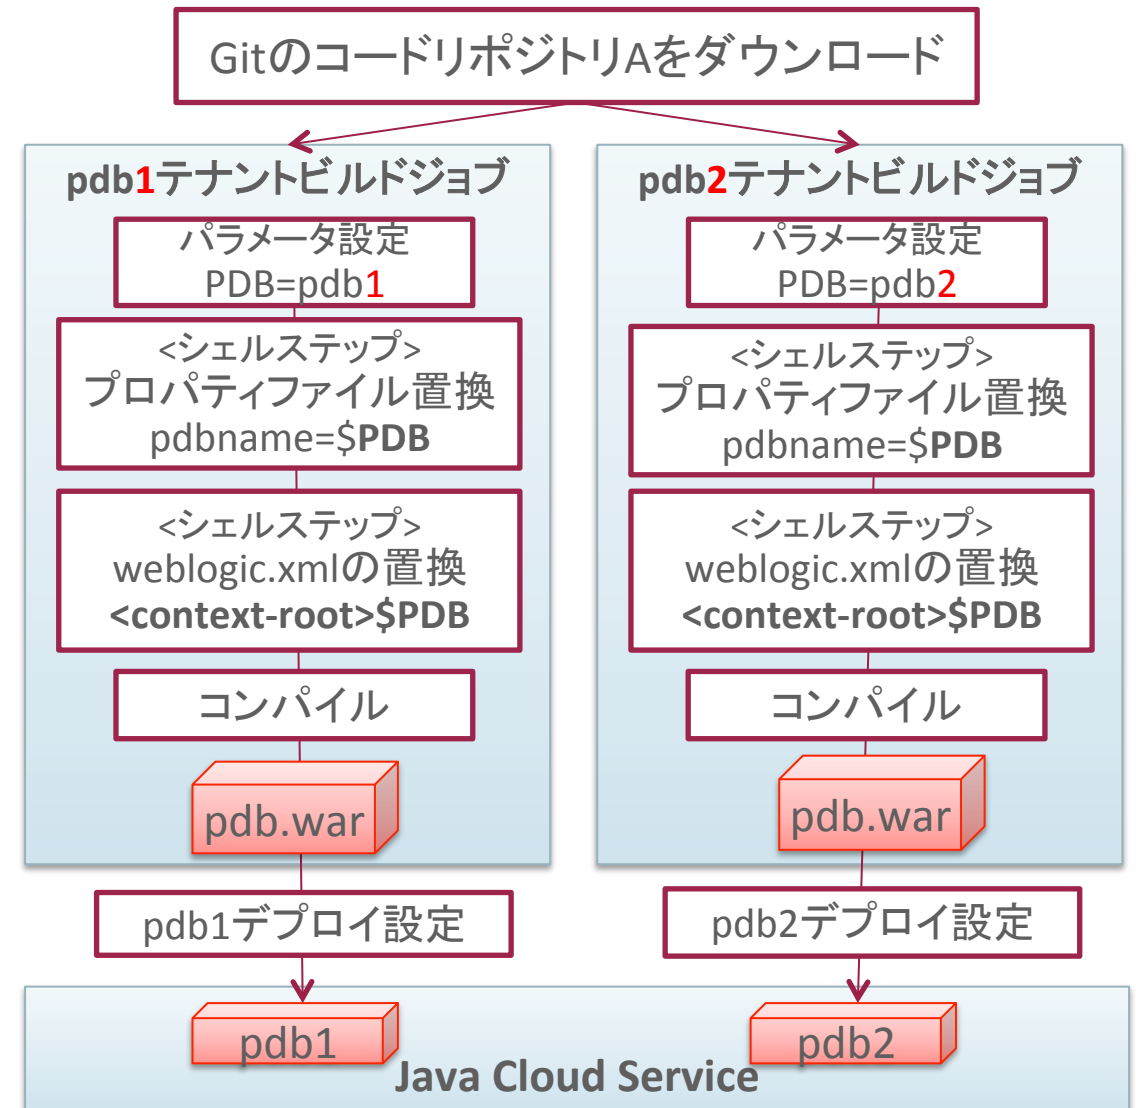 GitのコードリポジトリAをダウンロード
pdb1テナントビルドジョブ
パラメータ設定
PDB=pdb1
<シェルステップ>
プロパティファイル置換
pdbname=$PDB
<シェルステップ>
weblogic.xmlの置換
<context-root>$PDB
コンパイル
pdb.war
pdb1デプロイ設定
pdb1
pdb2テナントビルドジョブ
パラメータ設定
PDB=pdb2
<シェルステップ>
プロパティファイル置換
pdbname=$PDB
<シェルステップ>
weblogic.xmlの置換
<context-root>$PDB
コンパイル
pdb.war
pdb2デプロイ設定
pdb2
Java Cloud Service